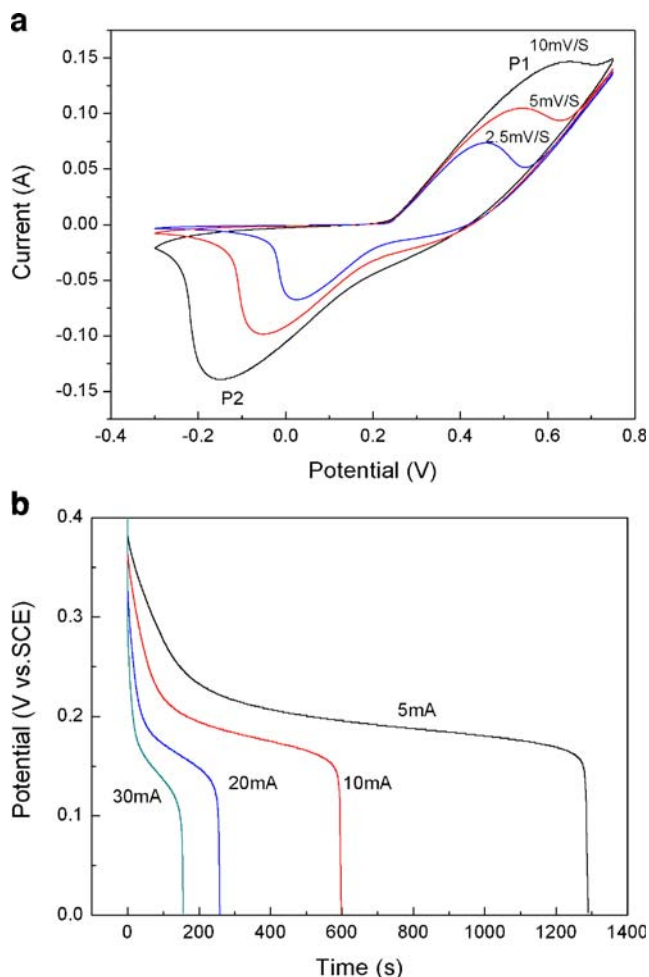 a
10mV/S
P1
5mV/S
2.5mV/S
P2
0.15
0.10
0.05
0.00
-0.05
-0.10
-0.15
Current (A)
-0.4 -0.2 0.0 0.2 0.4 0.6 0.8
Potential (V)
b
0.4
0.3
0.2
0.1
0.0
Potential (V vs.SCE)
5mA
10mA
20mA
30mA
0 200 400 600 800 1000 1200 1400
Time (s)